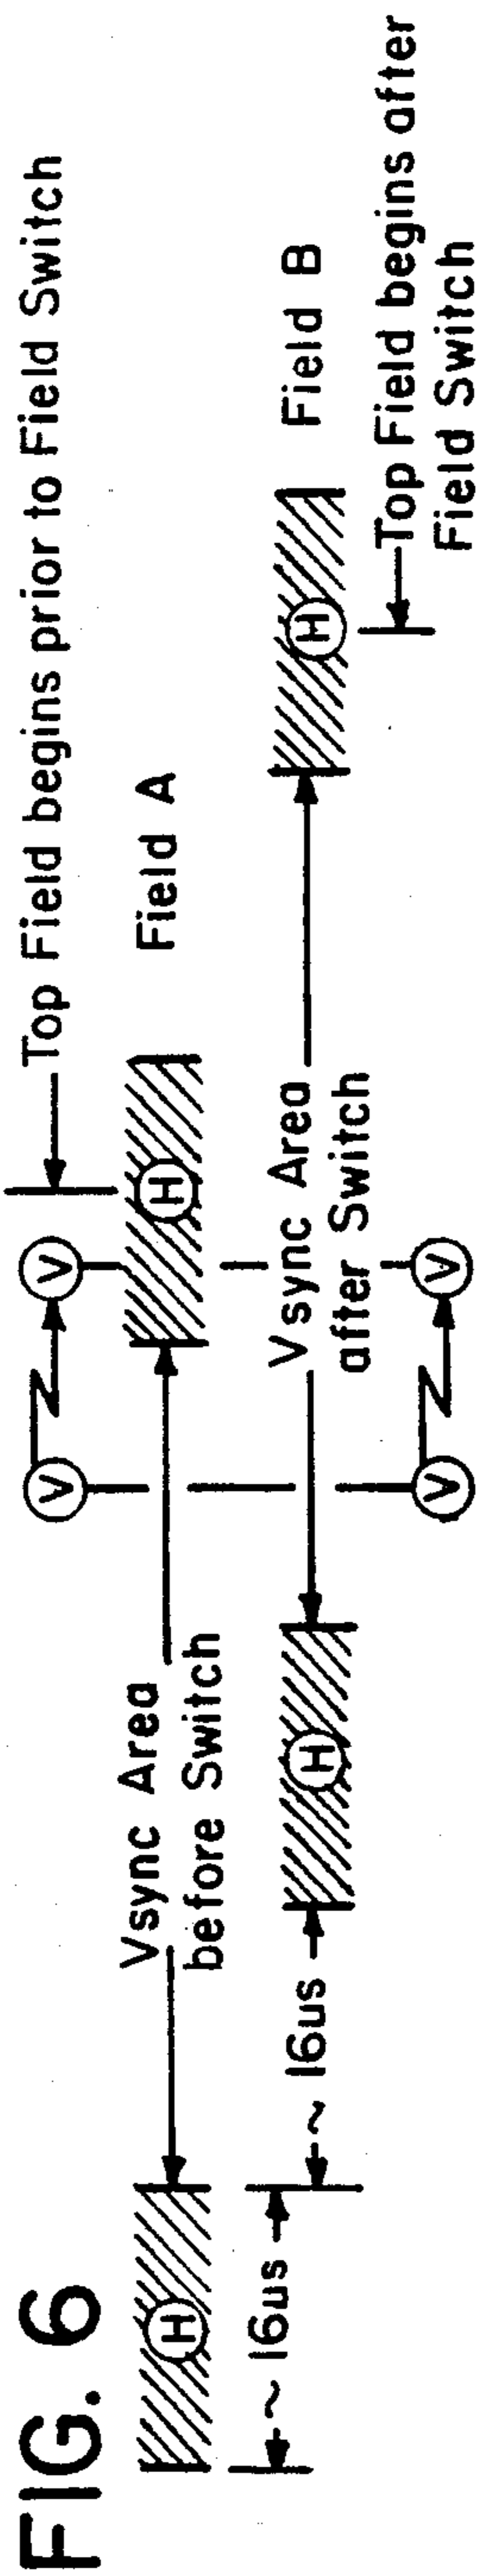 FIG. 6
Top Field begins prior to Field Switch
V
V
H
Vsync Area
before Switch
H
Field A
~ 16us
~ 16us
H
Vsync Area
after Switch
H
Field B
V
V
Top Field begins after
Field Switch